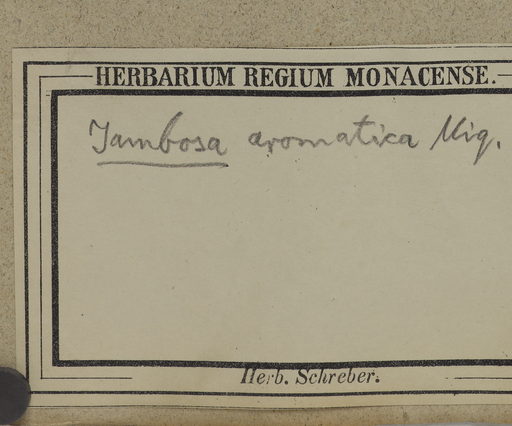 HERBARIUM REGIUM MONACENSE.
Jambosa aromatica Miq.
Herb. Schreber.